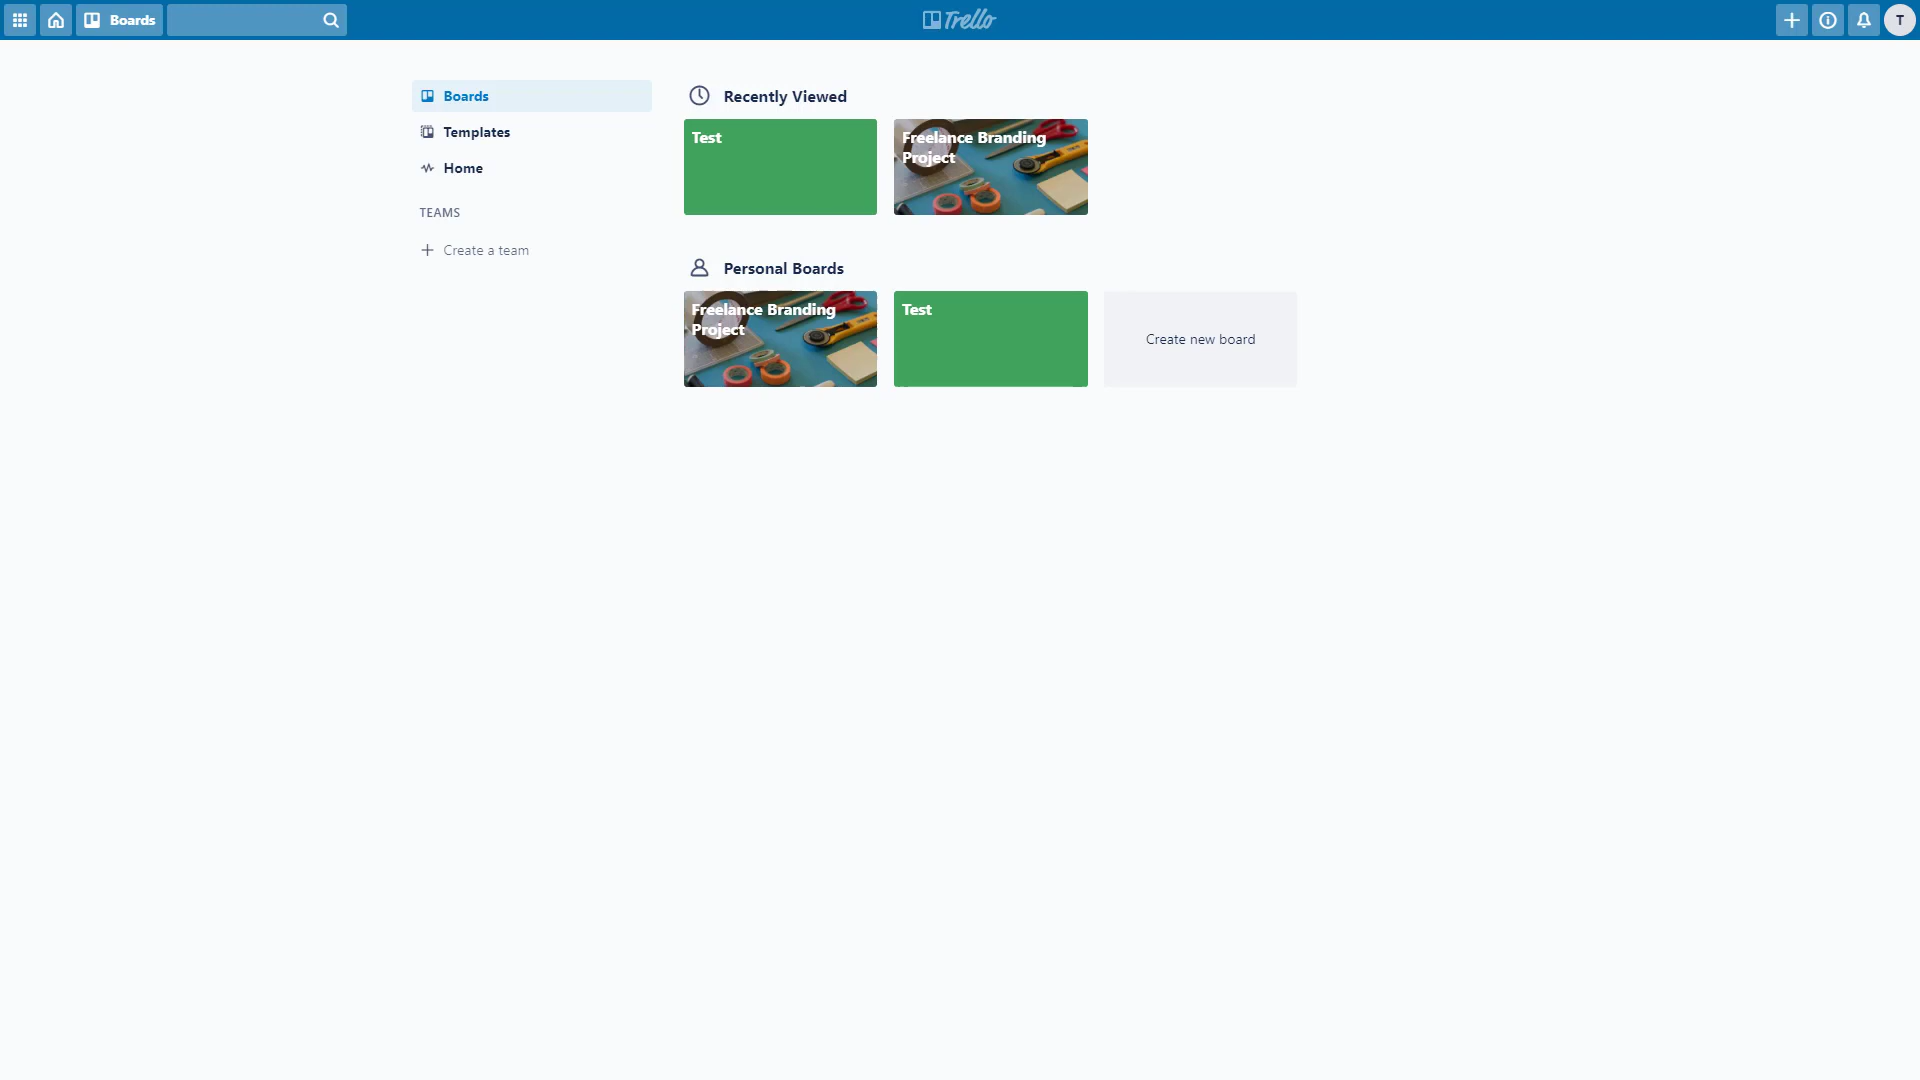 Boards
Trello
T
Boards
Templates
Home
TEAMS
Create a team
Recently Viewed
Test
Freelance Branding
Project
Personal Boards
Freelance Branding
Project
Test
Create new board